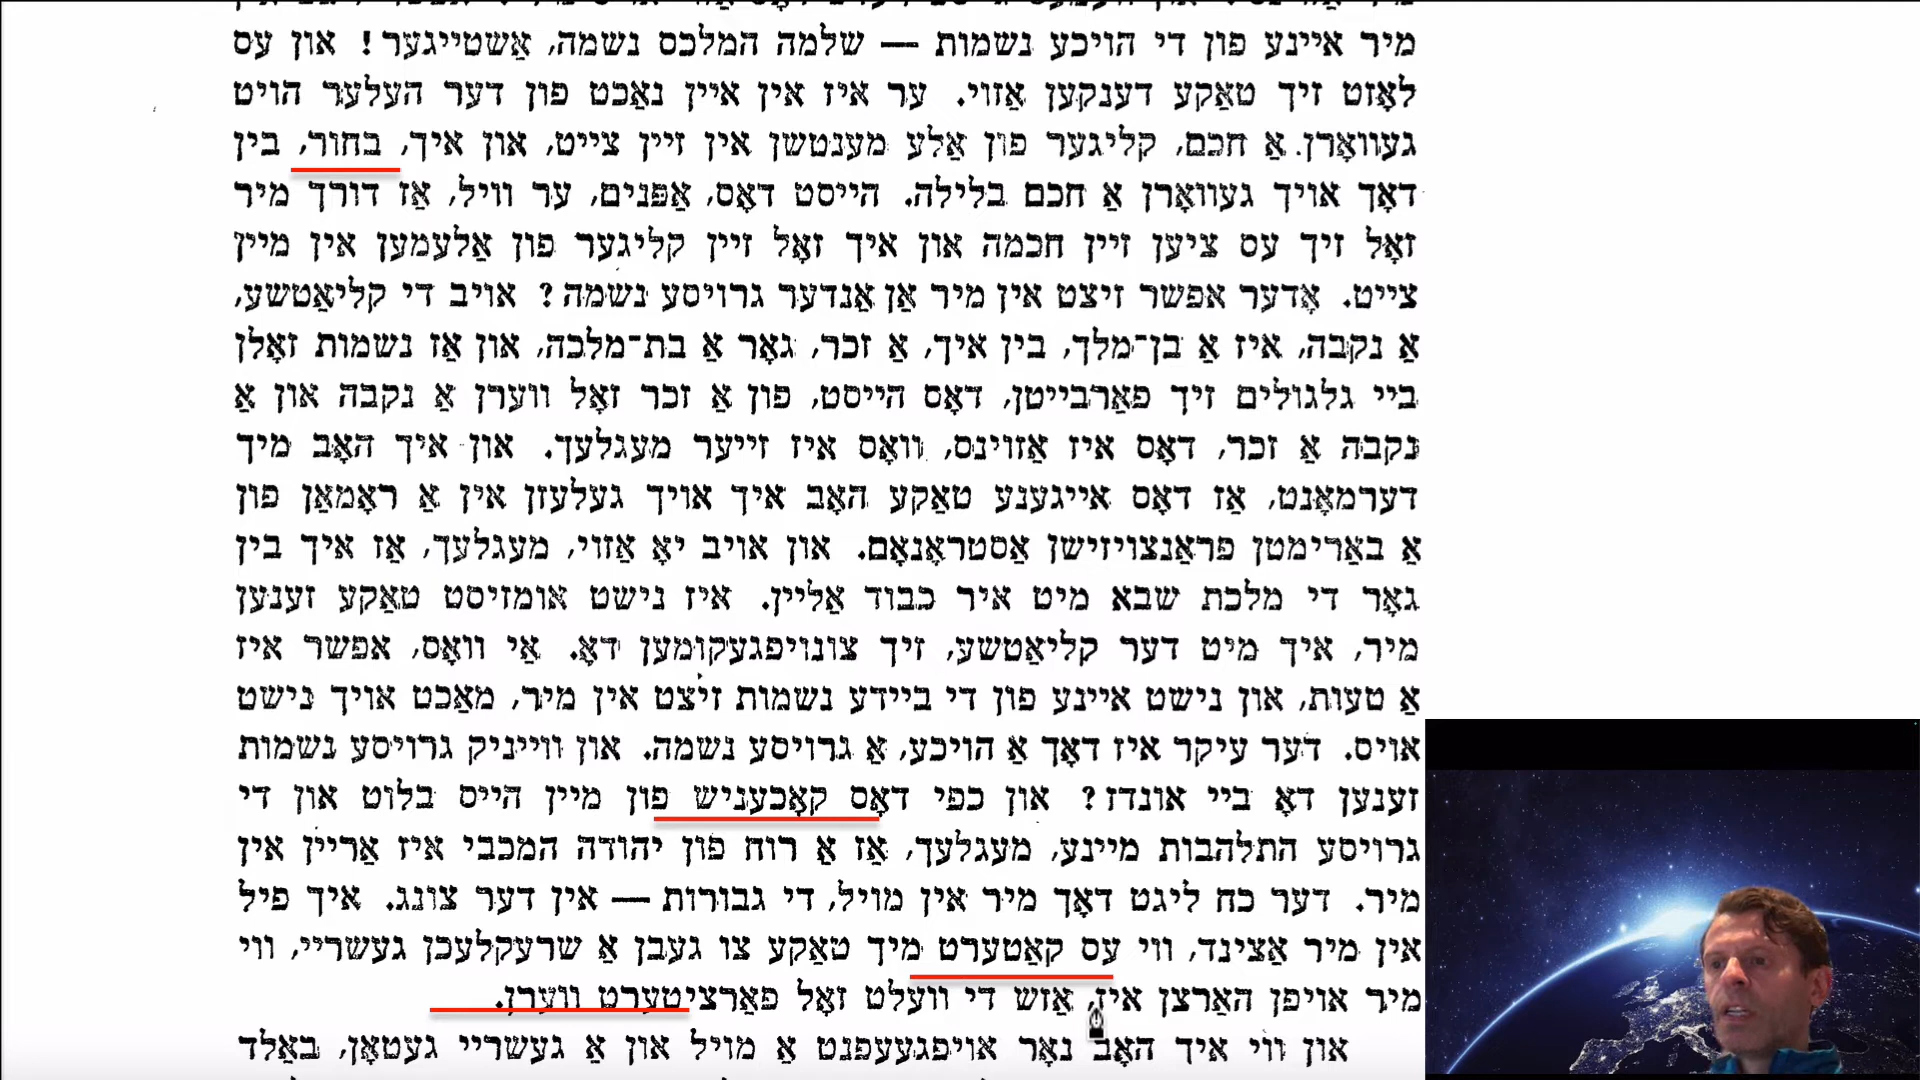 מיר איינע פון די הויכע נשמות — שלמה המלכס נשמה, אַשטייגער! און עס
לאָזט זיך טאַקע דענקען אַזוי. ער איז אין איין נאַכט פון דער העלער הויט
געוואָרן אַ חכם, קליגער פון אַלע מענטשן אין זיין צייט, און איך, בחור, בין
דאָך אויך געוואָרן אַ חכם בלילה. הייסט דאָס, אַפּנים, ער וויל, אַז דורך מיר
זאָל זיך עס ציען זיין חכמה און איך זאָל זיין קליגער פון אַלעמען אין מיין
צייט. אָדער אפשר זיצט אין מיר אַן אַנדער גרויסע נשמה? אויב די קליאַטשע,
אַ נקבה, איז אַ בן־מלך, בין איך, אַ זכר, גאָר אַ בת־מלכה, און אַז נשמות זאָלן
ביי גלגולים זיך פאַרבייטן, דאָס הייסט, פון אַ זכר זאָל ווערן אַ נקבה און אַ
נקבה אַ זכר, דאָס איז אַזוינס, וואָס איז זייער מעגלעך. און איך האָב מיך
דערמאָנט, אַז דאָס אייגענע טאַקע האָב איך אויך געלעזן אין אַ ראָמאַן פון
אַ באַרימטן פראַנצויזישן אַסטראָנאָם. און אויב יאָ אַזוי, מעגלעך, אַז איך בין
גאָר די מלכת שבא מיט איר כבוד אַליין. איז נישט אומזיסט טאַקע זענען
מיר, איך מיט דער קליאַטשע, זיך צונויפגעקומען דאָ. אַי וואָס, אפשר איז
אַ טעות, און נישט איינע פון די ביידע נשמות זיצט אין מיר, מאַכט אויך נישט
אויס. דער עיקר איז דאָך אַ הויכע, אַ גרויסע נשמה. און ווייניק גרויסע נשמות
זענען דאָ ביי אונדז? און כפי דאָס קאָכעניש פון מיין הייס בלוט און די
גרויסע התלהבות מיינע, מעגלעך, אַז אַ רוח פון יהודה המכבי איז אַריין אין
מיר. דער כח ליגט דאָך מיר אין מויל, די גבורות — אין דער צונג. איך פיל
אין מיר אַצינד, ווי עס קאַטערט מיך טאַקע צו געבן אַ שרעקלעכן געשריי, ווי
מיר אויפן האַרצן איז, אַזש די וועלט זאָל פאַרציטערט ווערן.
און ווי איך האָב נאָר אויפגעעפנט אַ מויל און אַ געשריי געטאָן, באַלד